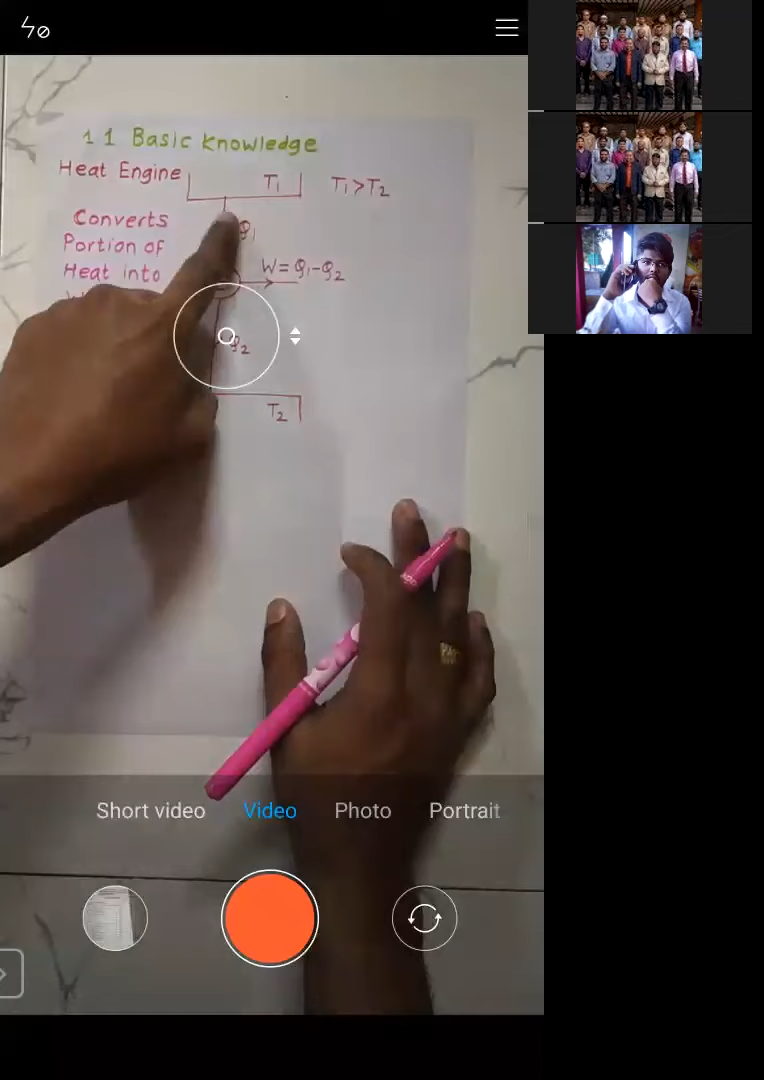 1 1 Basic Knowledge
Heat Engine
T1
T1>T2
Converts
Portion of
Heat into
Q1
W= Q1-Q2
Q2
T2
Short video
Video
Photo
Portrait